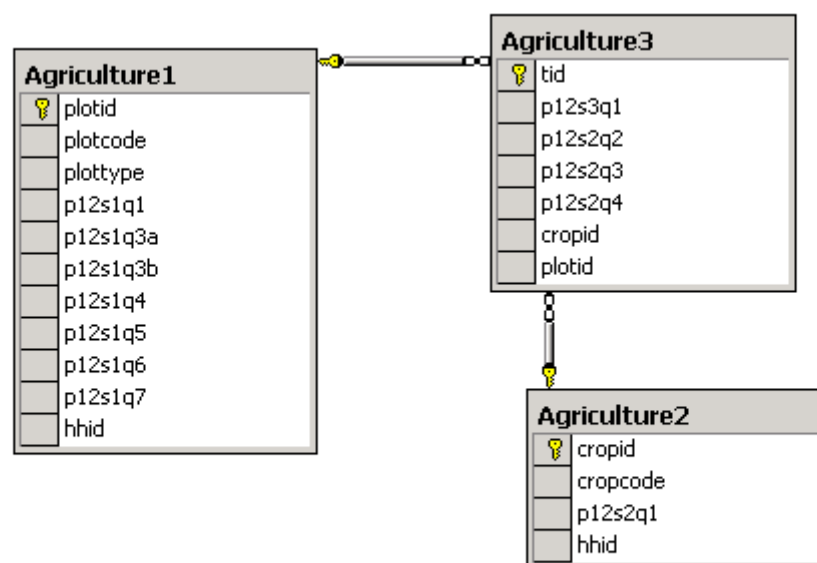 Agriculture1
plotid
plotcode
plottype
p12s1q1
p12s1q3a
p12s1q3b
p12s1q4
p12s1q5
p12s1q6
p12s1q7
hhid
Agriculture3
tid
p12s3q1
p12s2q2
p12s2q3
p12s2q4
cropid
plotid
Agriculture2
cropid
cropcode
p12s2q1
hhid